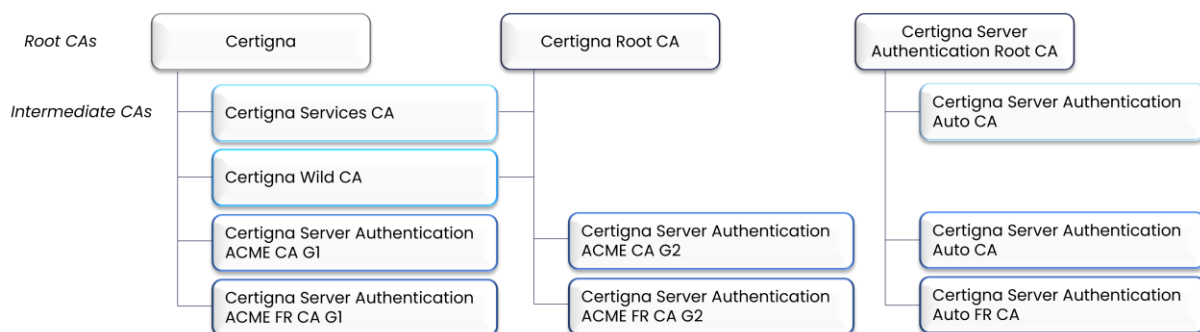 Root CAs
Certigna
Certigna Root CA
Certigna Server
Authentication Root CA
Intermediate CAs
Certigna Services CA
Certigna Server Authentication
Auto CA
Certigna Wild CA
Certigna Server Authentication
ACME CA G1
Certigna Server Authentication
ACME CA G2
Certigna Server Authentication
Auto CA
Certigna Server Authentication
ACME FR CA G1
Certigna Server Authentication
ACME FR CA G2
Certigna Server Authentication
Auto FR CA